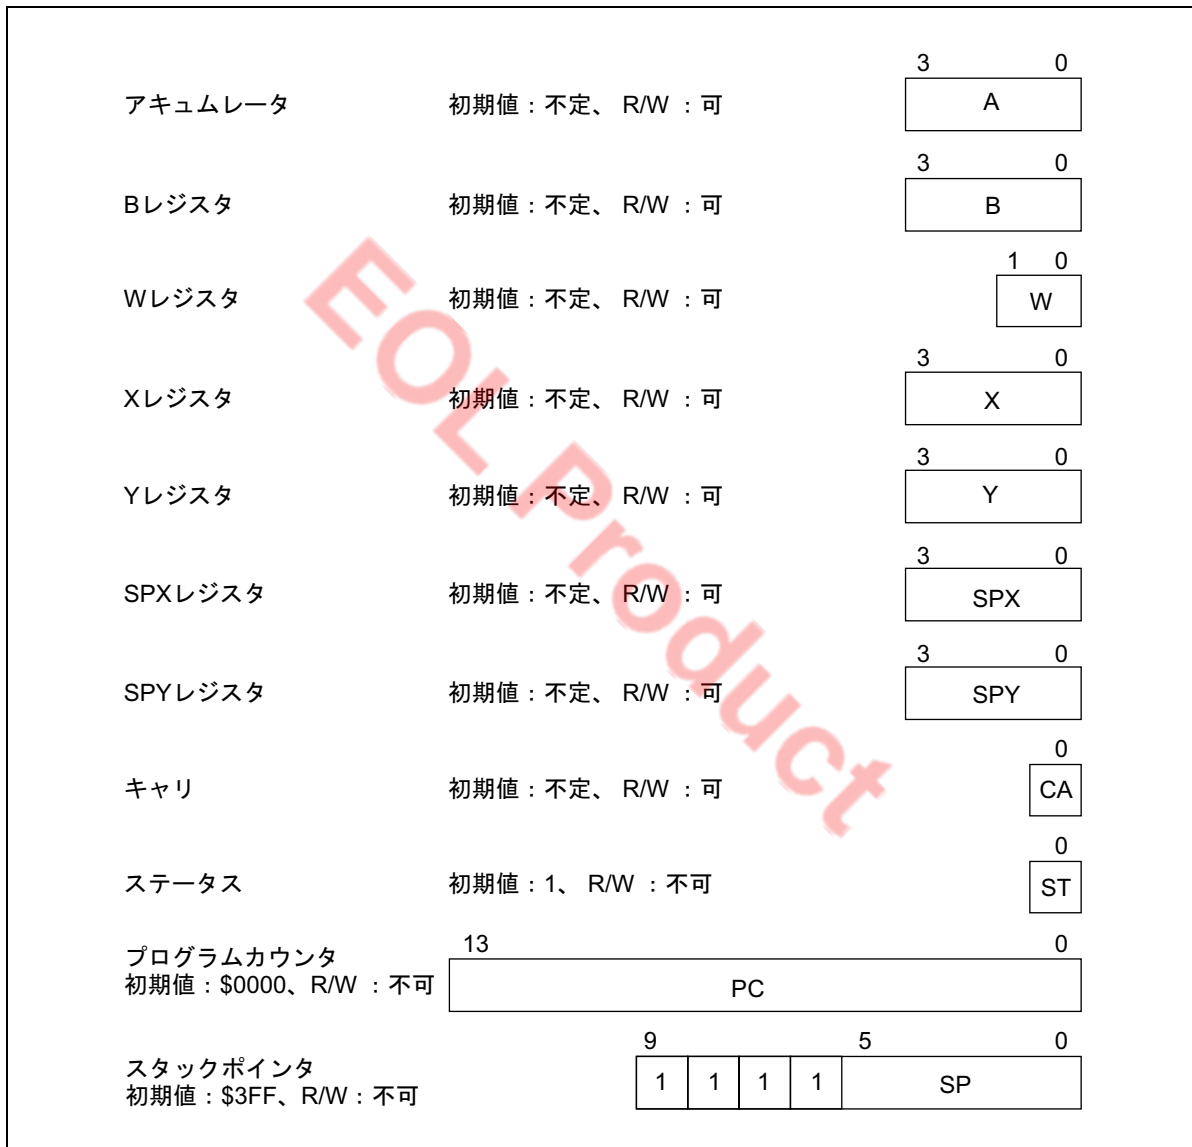 3 0
アキュムレータ 初期値：不定、 R/W ：可 A
3 0
Bレジスタ 初期値：不定、 R/W ：可 B
1 0
Wレジスタ 初期値：不定、 R/W ：可 W
3 0
Xレジスタ 初期値：不定、 R/W ：可 X
3 0
Yレジスタ 初期値：不定、 R/W ：可 Y
3 0
SPXレジスタ 初期値：不定、 R/W ：可 SPX
3 0
SPYレジスタ 初期値：不定、 R/W ：可 SPY
0
キャリ 初期値：不定、 R/W ：可 CA
0
ステータス 初期値：1、 R/W ：不可 ST
プログラムカウンタ 13 0
初期値：$0000、R/W ：不可 PC
9 5 0
スタックポインタ
初期値：$3FF、R/W：不可 1 1 1 1 SP
EOL Product